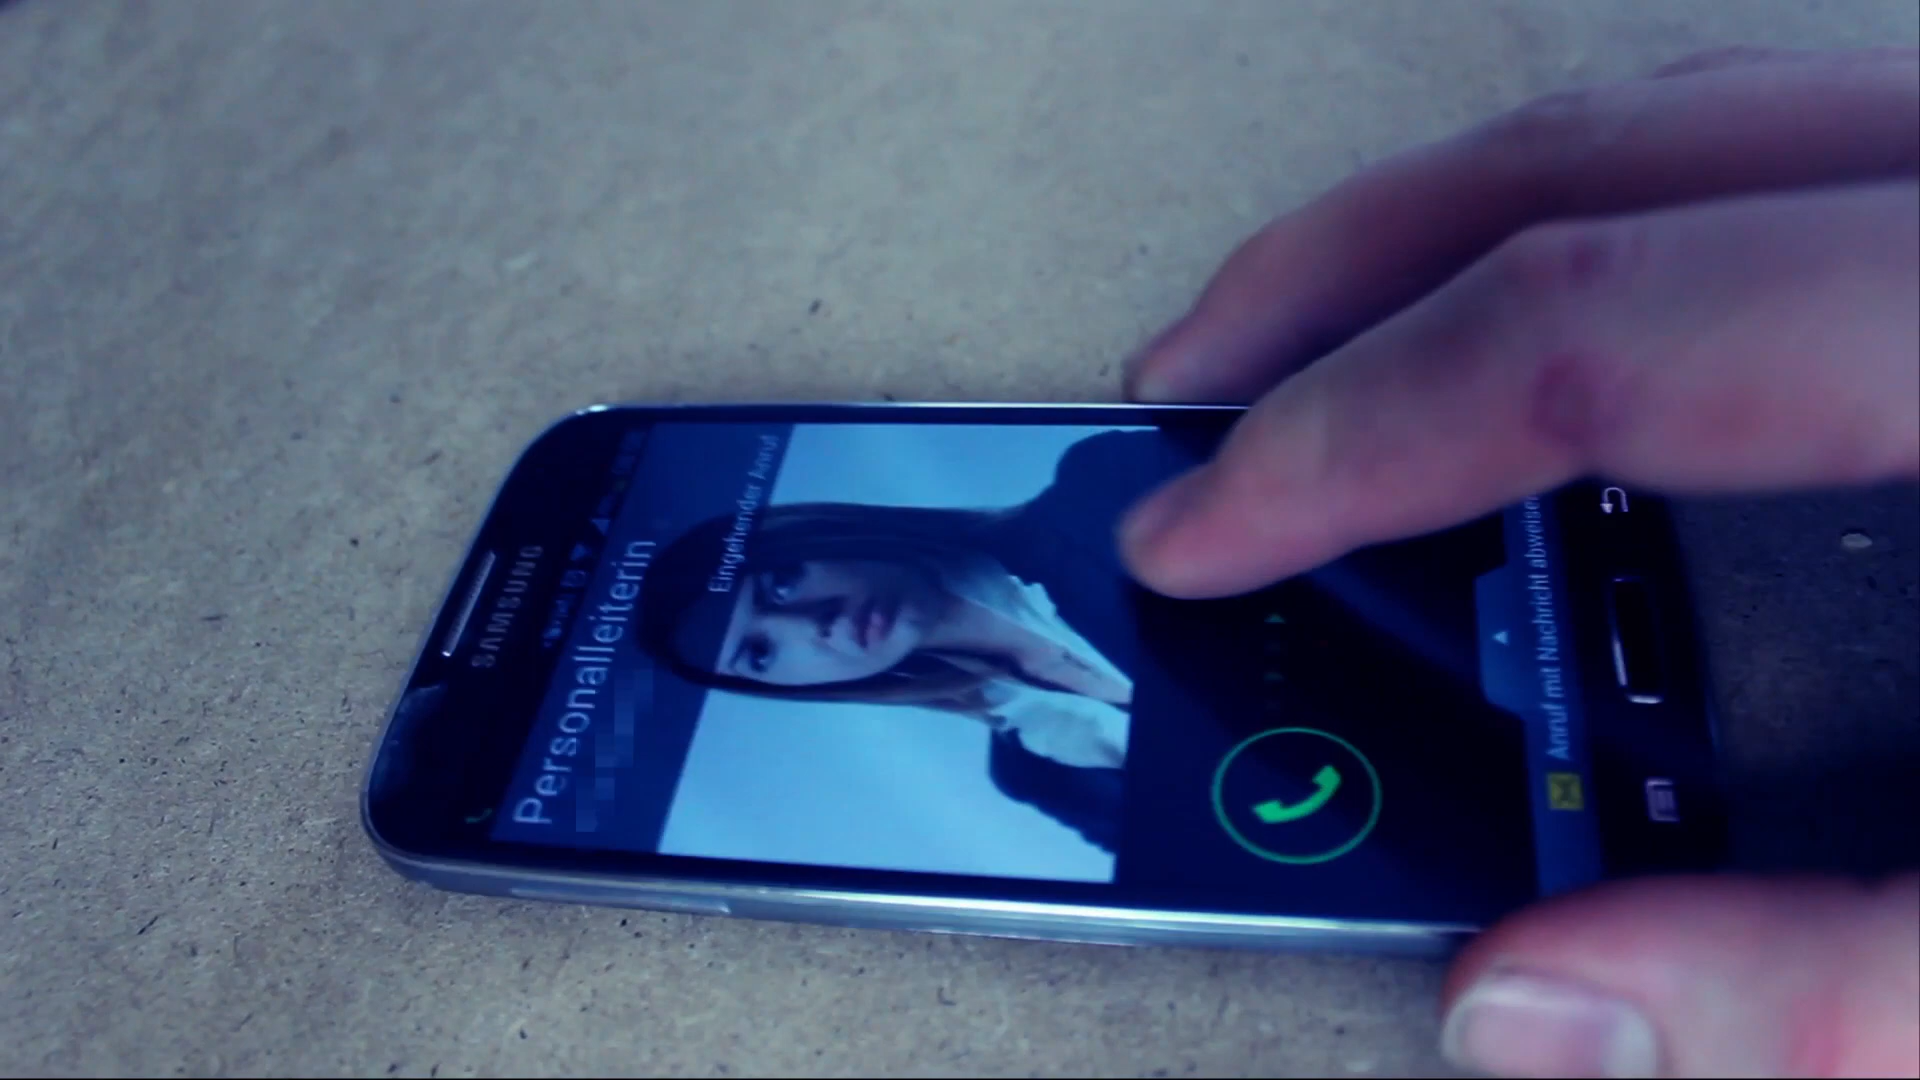 SAMSUNG
Personalleiterin
Eingehender Anruf
Anruf mit Nachricht abweisen